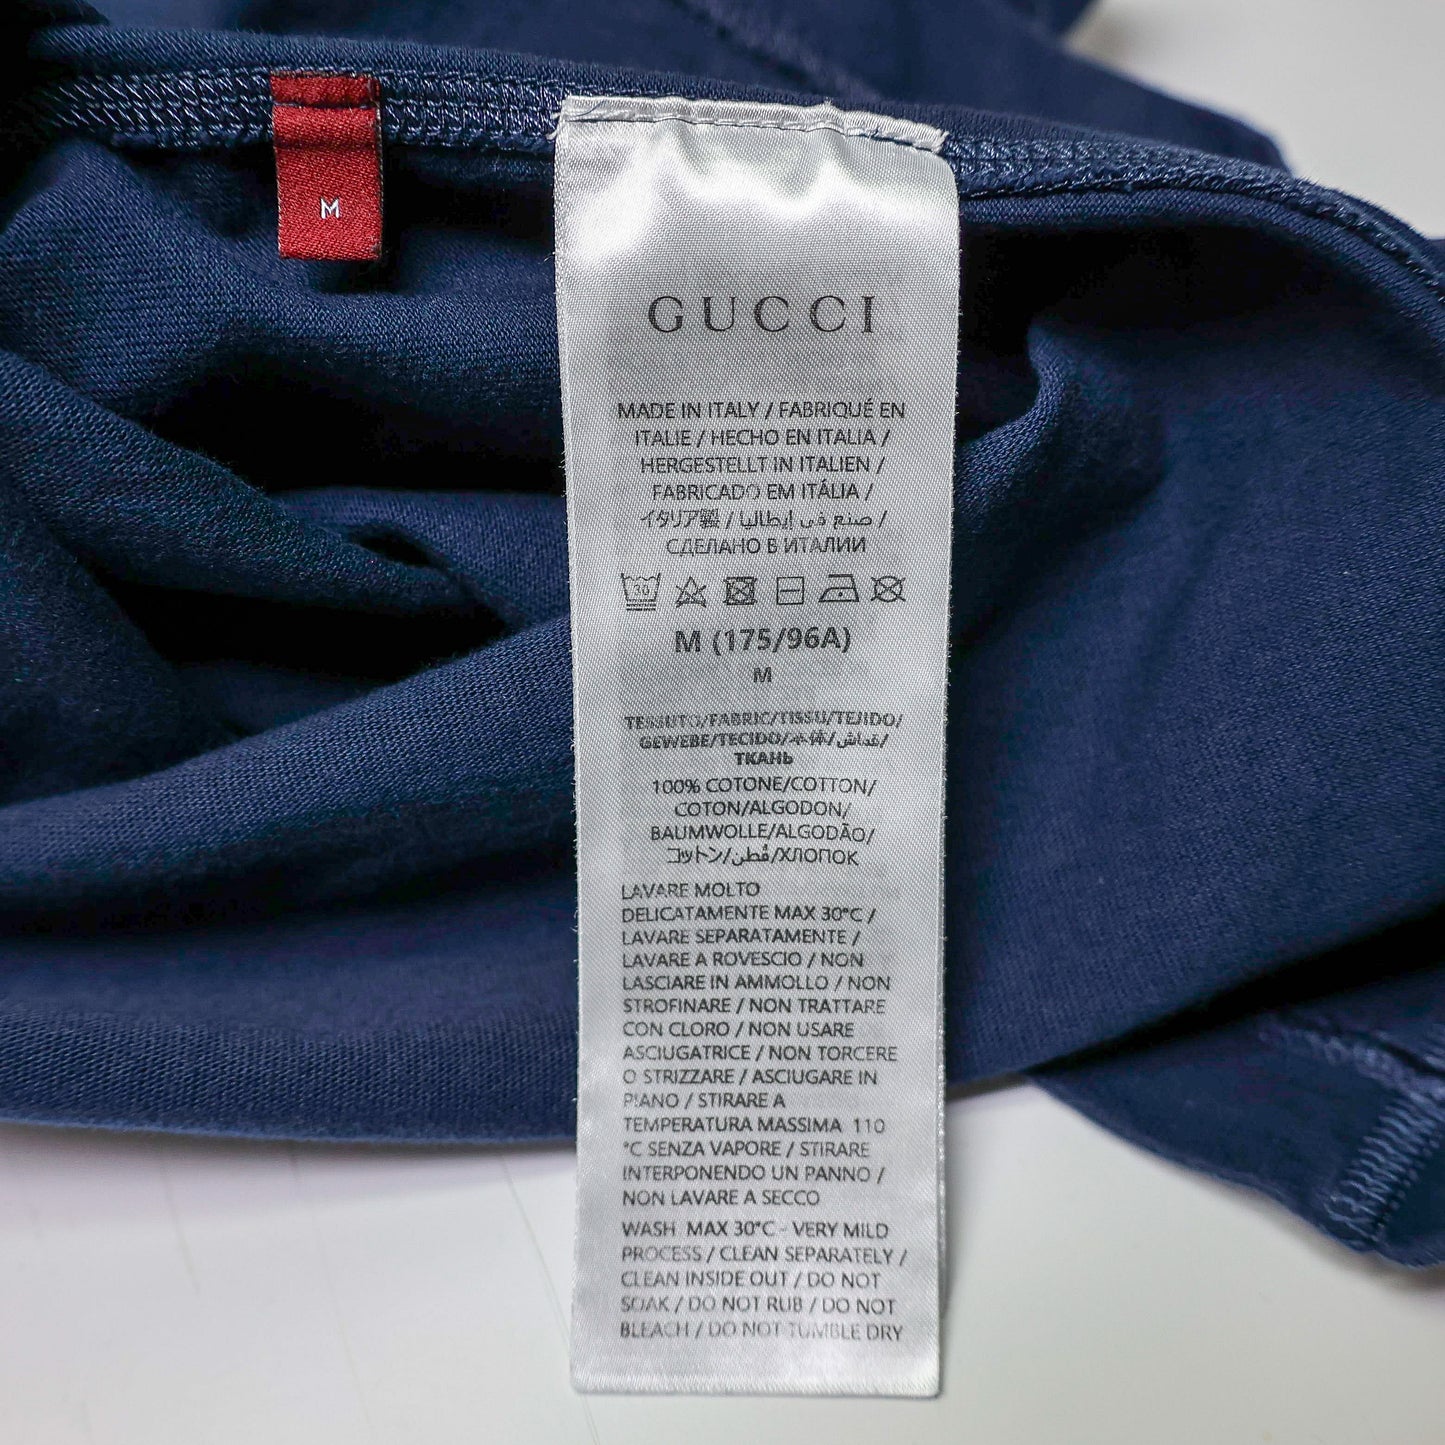 M
GUCCI
MADE IN ITALY / FABRIQUÉ EN
ITALIE / HECHO EN ITALIA /
HERGESTELLT IN ITALIEN /
FABRICADO EM ITÁLIA /
イタリア製 / صنع في إيطاليا /
СДЕЛАНО В ИТАЛИИ
30
M (175/96A)
M
TESSUTO/FABRIC/TISSU/TEJIDO/
GEWEBE/TECIDO/本体/قماش/
ТКАНЬ
100% COTONE/COTTON/
COTON/ALGODON/
BAUMWOLLE/ALGODÃO/
コットン/قُطن/ХЛОПОК
LAVARE MOLTO
DELICATAMENTE MAX 30°C /
LAVARE SEPARATAMENTE /
LAVARE A ROVESCIO / NON
LASCIARE IN AMMOLLO / NON
STROFINARE / NON TRATTARE
CON CLORO / NON USARE
ASCIUGATRICE / NON TORCERE
O STRIZZARE / ASCIUGARE IN
PIANO / STIRARE A
TEMPERATURA MASSIMA 110
°C SENZA VAPORE / STIRARE
INTERPONENDO UN PANNO /
NON LAVARE A SECCO
WASH MAX 30°C - VERY MILD
PROCESS / CLEAN SEPARATELY /
CLEAN INSIDE OUT / DO NOT
SOAK / DO NOT RUB / DO NOT
BLEACH / DO NOT TUMBLE DRY